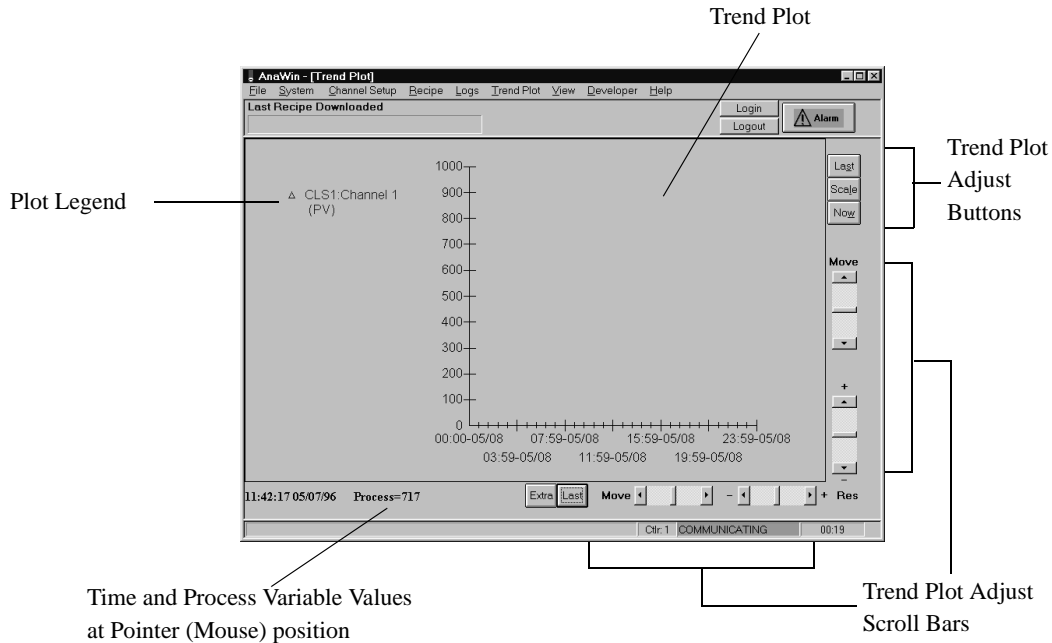 Trend Plot
AnaWin - [Trend Plot]
File System Channel Setup Recipe Logs Trend Plot View Developer Help
Last Recipe Downloaded
Login
Logout
Alarm
Trend Plot
Adjust
Buttons
Plot Legend
CLS1:Channel 1
(PV)
1000
900
800
700
600
500
400
300
200
100
0
00:00-05/08 07:59-05/08 15:59-05/08 23:59-05/08
03:59-05/08 11:59-05/08 19:59-05/08
Last
Scale
Now
Move
+
-
11:42:17 05/07/96 Process=717
Extra Last Move - + Res
Ctlr: 1 COMMUNICATING 00:19
Time and Process Variable Values
at Pointer (Mouse) position
Trend Plot Adjust
Scroll Bars